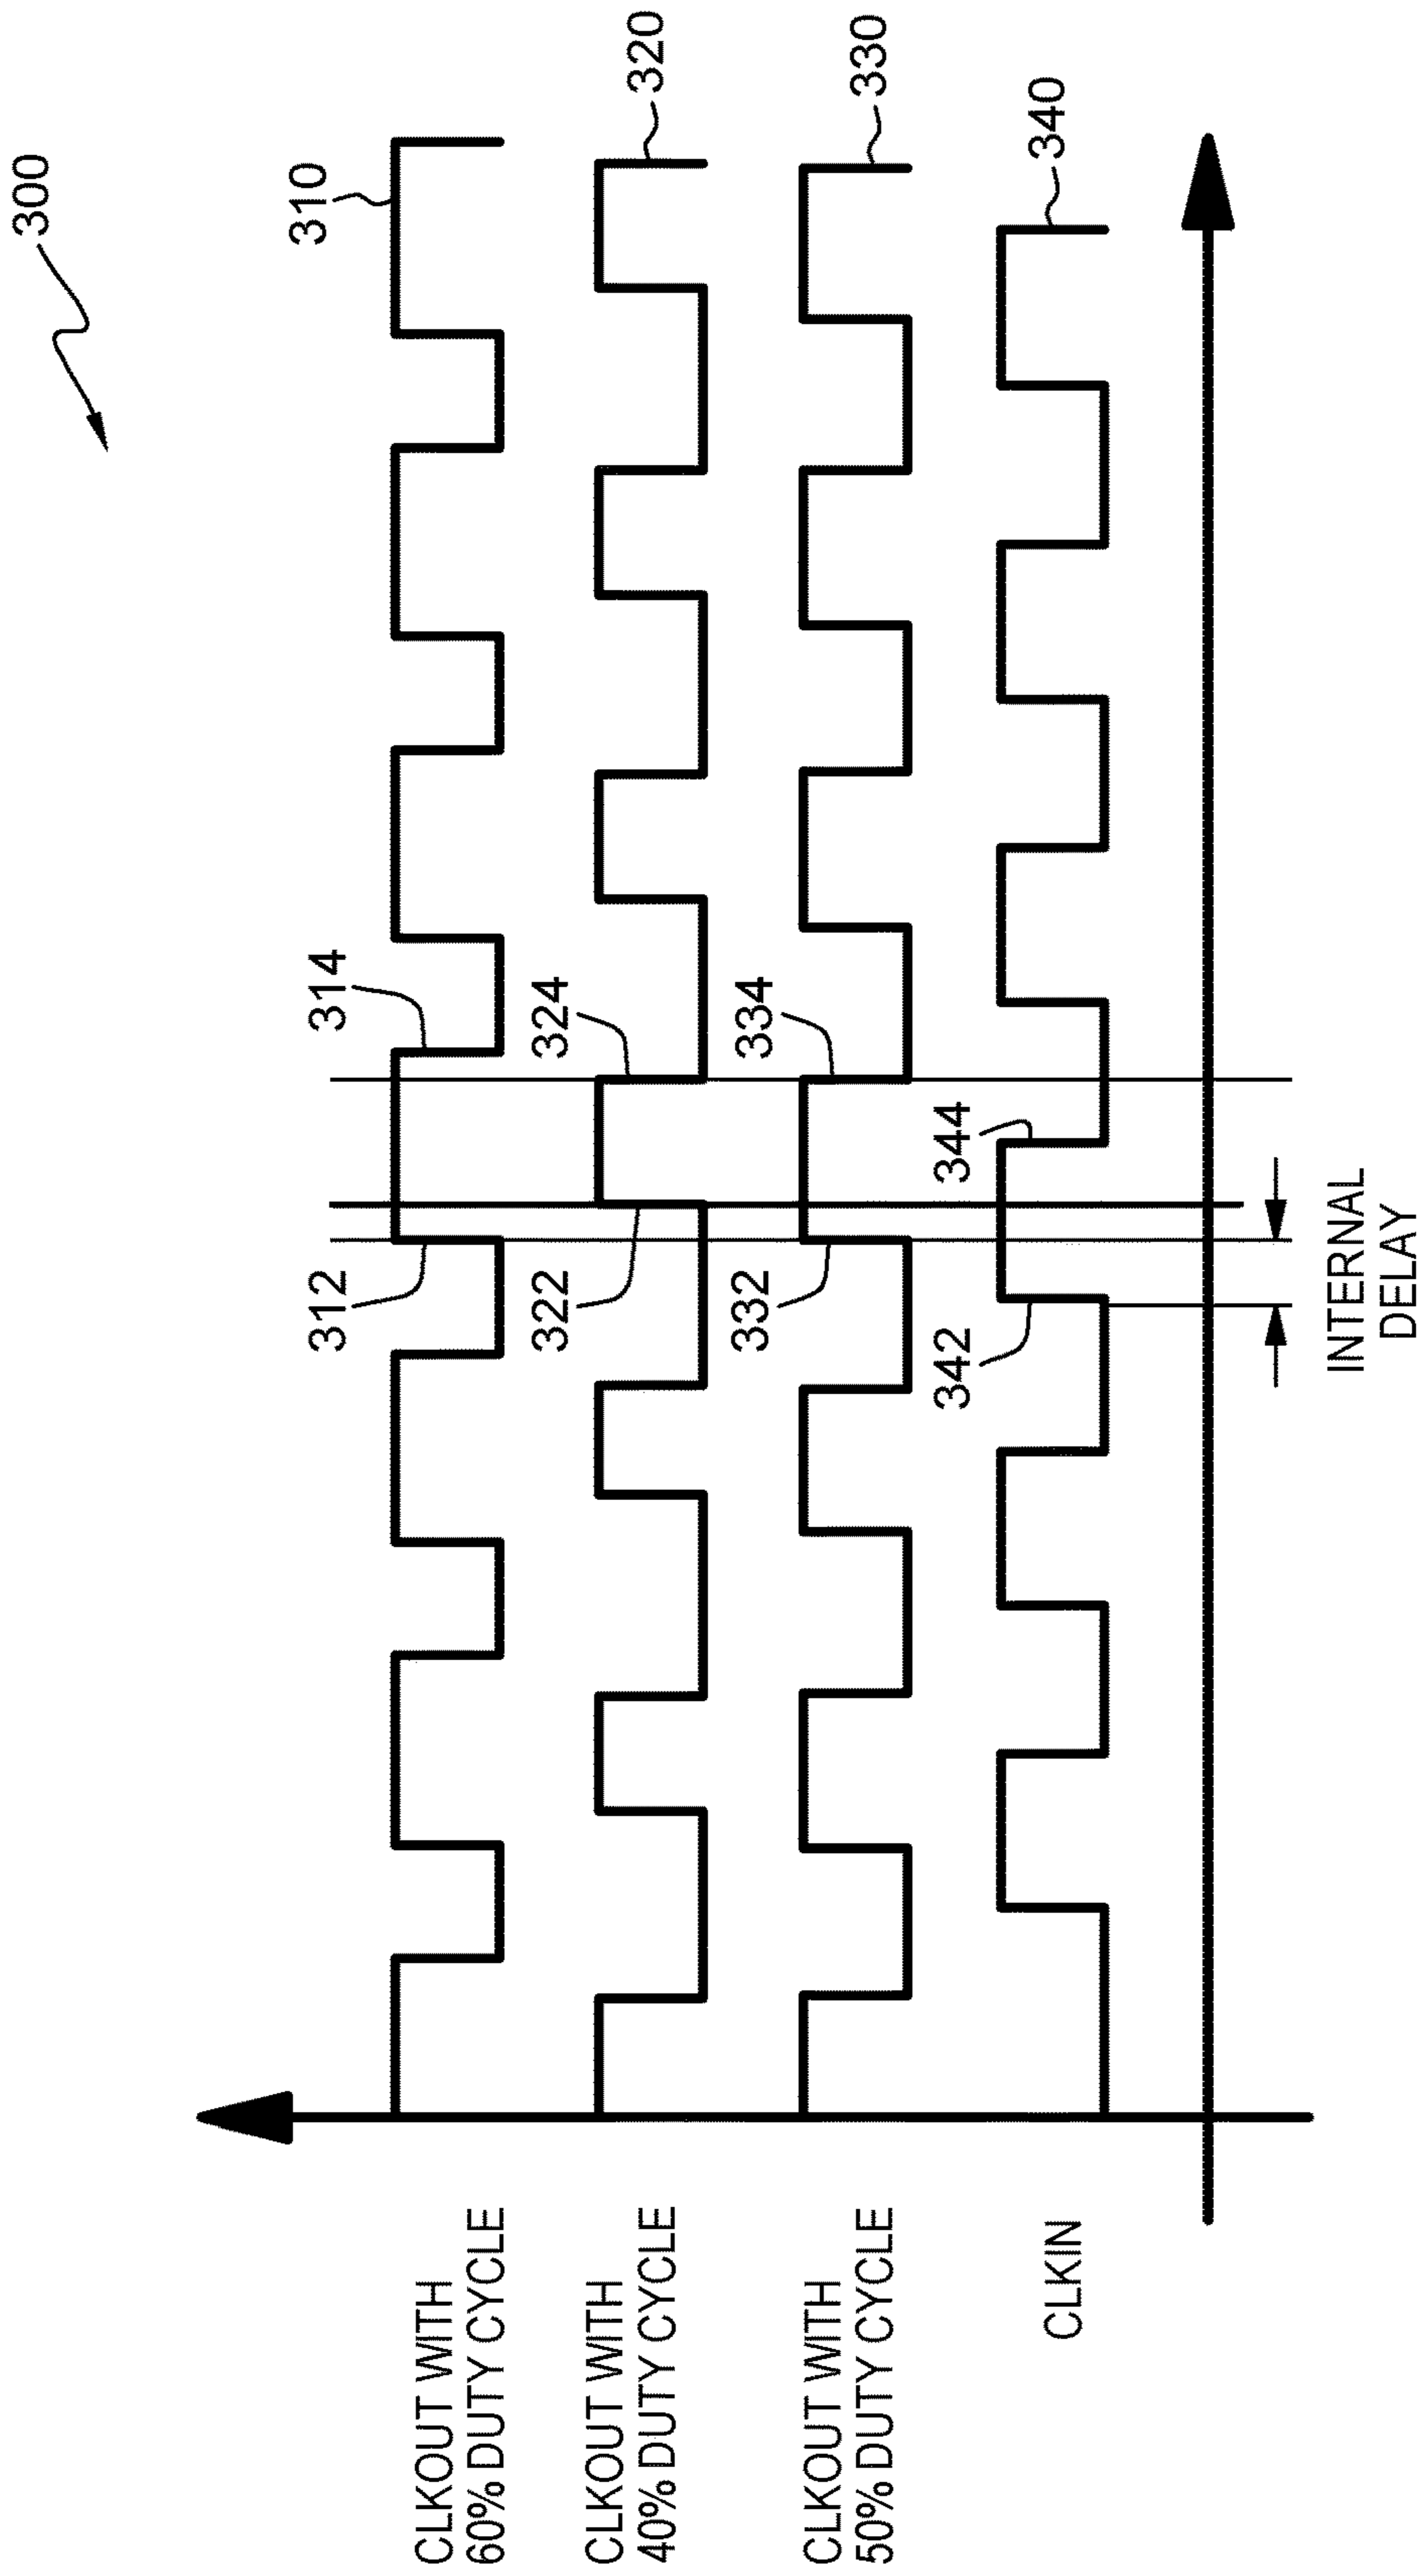 300
310
320
330
340
314
324
334
344
312
322
332
342
CLKOUT WITH
60% DUTY CYCLE
CLKOUT WITH
40% DUTY CYCLE
CLKOUT WITH
50% DUTY CYCLE
CLKIN
INTERNAL
DELAY